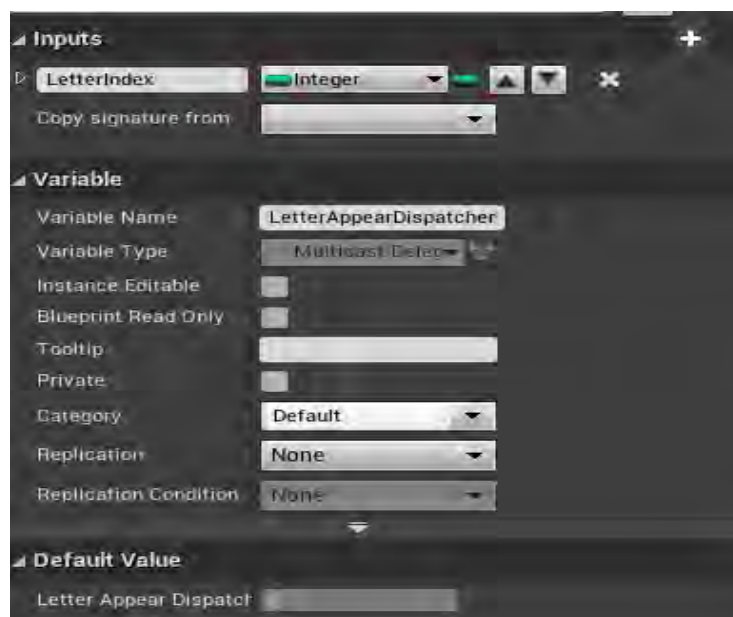 Inputs
LetterIndex Integer
Copy signature from
Variable
Variable Name LetterAppearDispatcher
Variable Type Multicast Deleg
Instance Editable
Blueprint Read Only
Tooltip
Private
Category Default
Replication None
Replication Condition None
Default Value
Letter Appear Dispatch